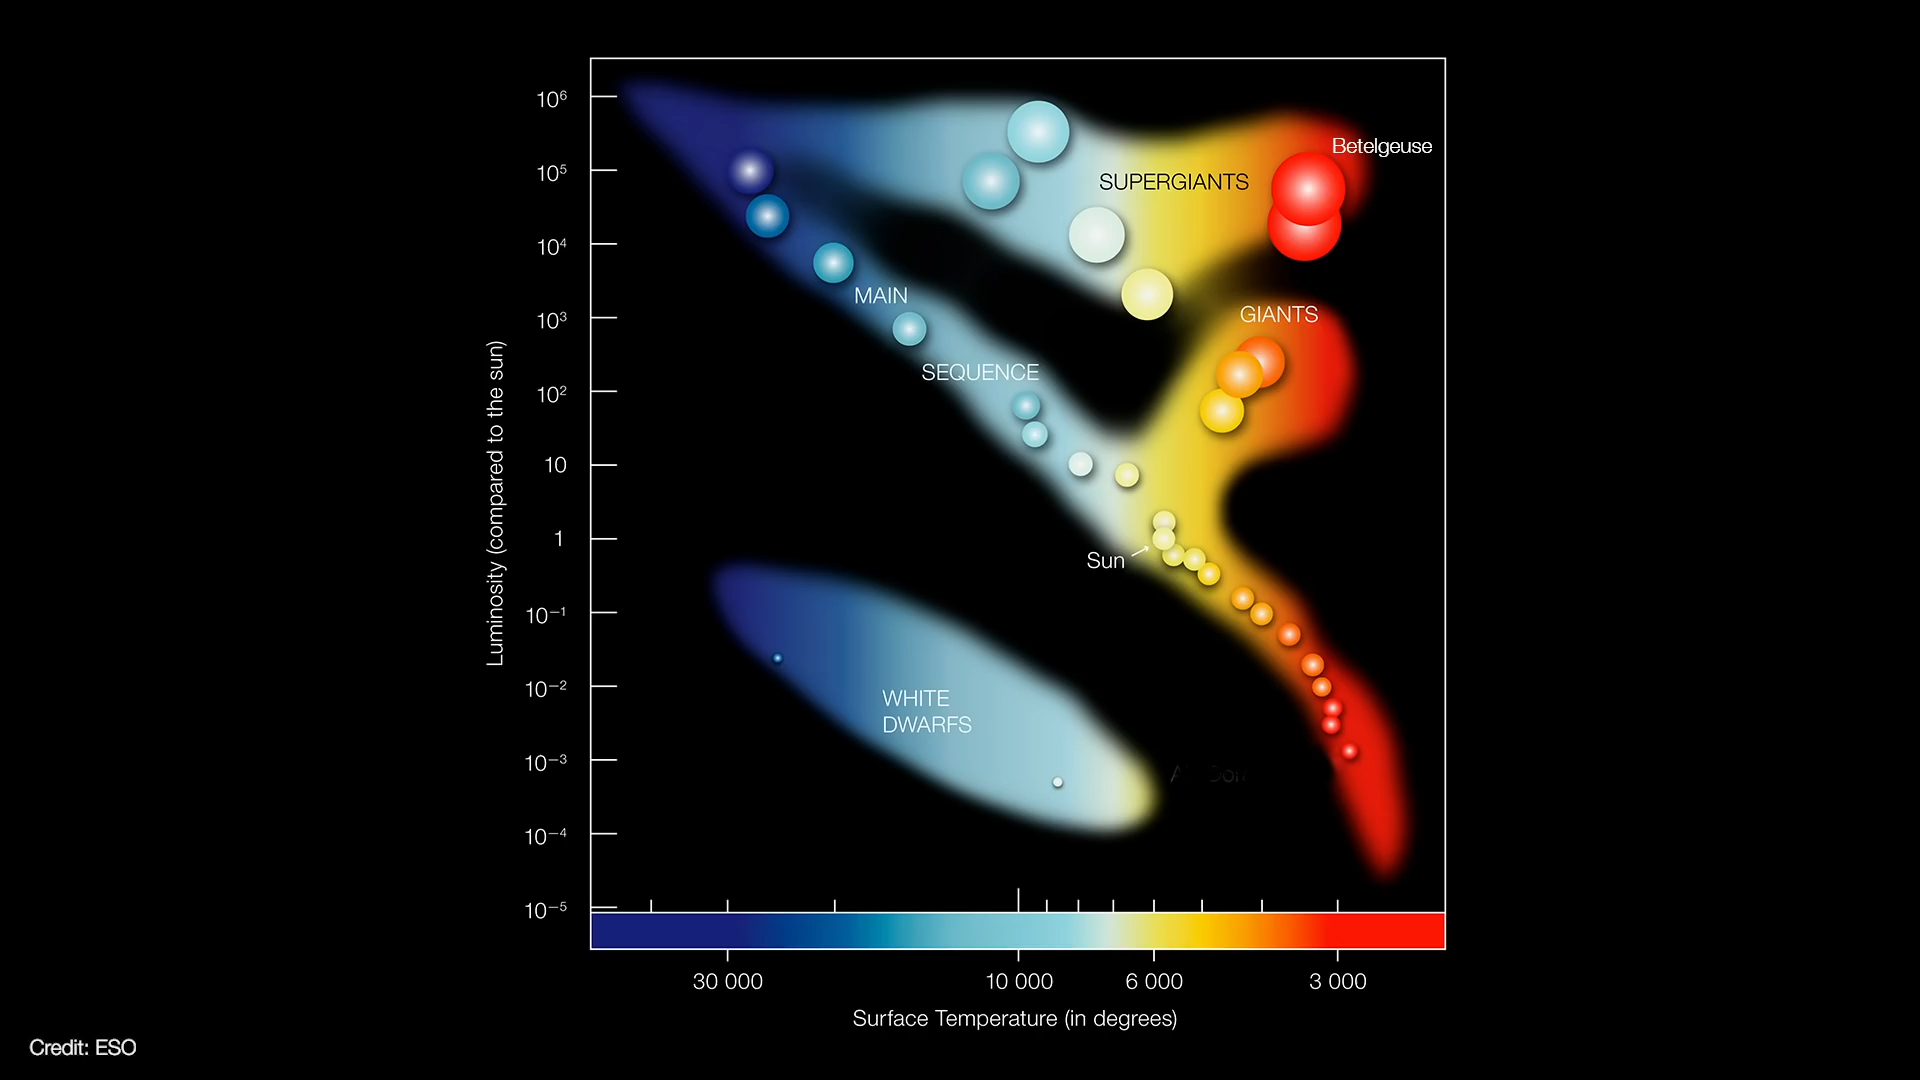 10⁶
10⁵
10⁴
10³
10²
10
1
10⁻¹
10⁻²
10⁻³
10⁻⁴
10⁻⁵
Luminosity (compared to the sun)
Betelgeuse
SUPERGIANTS
MAIN
GIANTS
SEQUENCE
Sun
WHITE
DWARFS
30 000 10 000 6 000 3 000
Surface Temperature (in degrees)
Credit: ESO